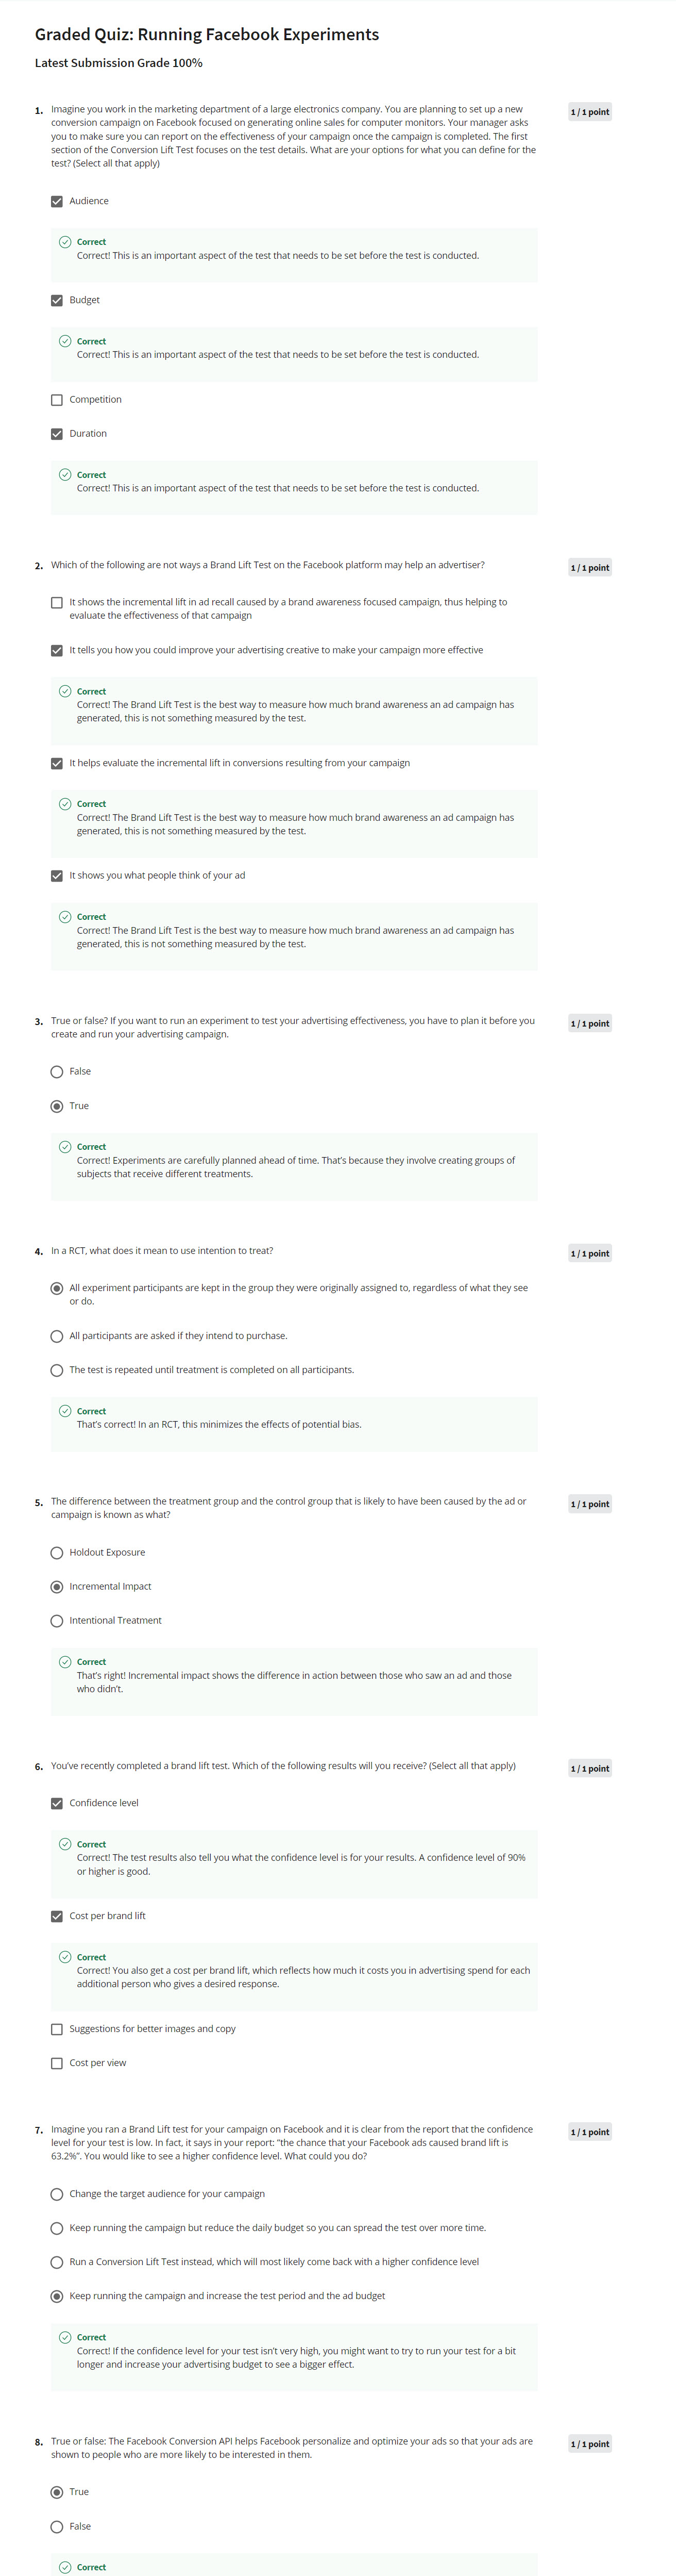 Graded Quiz: Running Facebook Experiments
Latest Submission Grade 100%
1. Imagine you work in the marketing department of a large electronics company. You are planning to set up a new
1 / 1 point
conversion campaign on Facebook focused on generating online sales for computer monitors. Your manager asks
you to make sure you can report on the effectiveness of your campaign once the campaign is completed. The first
section of the Conversion Lift Test focuses on the test details. What are your options for what you can define for the
test? (Select all that apply)
Audience
Correct
Correct! This is an important aspect of the test that needs to be set before the test is conducted.
Budget
Correct
Correct! This is an important aspect of the test that needs to be set before the test is conducted.
Competition
Duration
Correct
Correct! This is an important aspect of the test that needs to be set before the test is conducted.
2. Which of the following are not ways a Brand Lift Test on the Facebook platform may help an advertiser?
1 / 1 point
It shows the incremental lift in ad recall caused by a brand awareness focused campaign, thus helping to
evaluate the effectiveness of that campaign
It tells you how you could improve your advertising creative to make your campaign more effective
Correct
Correct! The Brand Lift Test is the best way to measure how much brand awareness an ad campaign has
generated, this is not something measured by the test.
It helps evaluate the incremental lift in conversions resulting from your campaign
Correct
Correct! The Brand Lift Test is the best way to measure how much brand awareness an ad campaign has
generated, this is not something measured by the test.
It shows you what people think of your ad
Correct
Correct! The Brand Lift Test is the best way to measure how much brand awareness an ad campaign has
generated, this is not something measured by the test.
3. True or false? If you want to run an experiment to test your advertising effectiveness, you have to plan it before you
1 / 1 point
create and run your advertising campaign.
False
True
Correct
Correct! Experiments are carefully planned ahead of time. That's because they involve creating groups of
subjects that receive different treatments.
4. In a RCT, what does it mean to use intention to treat?
1 / 1 point
All experiment participants are kept in the group they were originally assigned to, regardless of what they see
or do.
All participants are asked if they intend to purchase.
The test is repeated until treatment is completed on all participants.
Correct
That's correct! In an RCT, this minimizes the effects of potential bias.
5. The difference between the treatment group and the control group that is likely to have been caused by the ad or
1 / 1 point
campaign is known as what?
Holdout Exposure
Incremental Impact
Intentional Treatment
Correct
That's right! Incremental impact shows the difference in action between those who saw an ad and those
who didn't.
6. You've recently completed a brand lift test. Which of the following results will you receive? (Select all that apply)
1 / 1 point
Confidence level
Correct
Correct! The test results also tell you what the confidence level is for your results. A confidence level of 90%
or higher is good.
Cost per brand lift
Correct
Correct! You also get a cost per brand lift, which reflects how much it costs you in advertising spend for each
additional person who gives a desired response.
Suggestions for better images and copy
Cost per view
7. Imagine you ran a Brand Lift test for your campaign on Facebook and it is clear from the report that the confidence
1 / 1 point
level for your test is low. In fact, it says in your report: "the chance that your Facebook ads caused brand lift is
63.2%". You would like to see a higher confidence level. What could you do?
Change the target audience for your campaign
Keep running the campaign but reduce the daily budget so you can spread the test over more time.
Run a Conversion Lift Test instead, which will most likely come back with a higher confidence level
Keep running the campaign and increase the test period and the ad budget
Correct
Correct! If the confidence level for your test isn't very high, you might want to try to run your test for a bit
longer and increase your advertising budget to see a bigger effect.
8. True or false: The Facebook Conversion API helps Facebook personalize and optimize your ads so that your ads are
1 / 1 point
shown to people who are more likely to be interested in them.
True
False
Correct